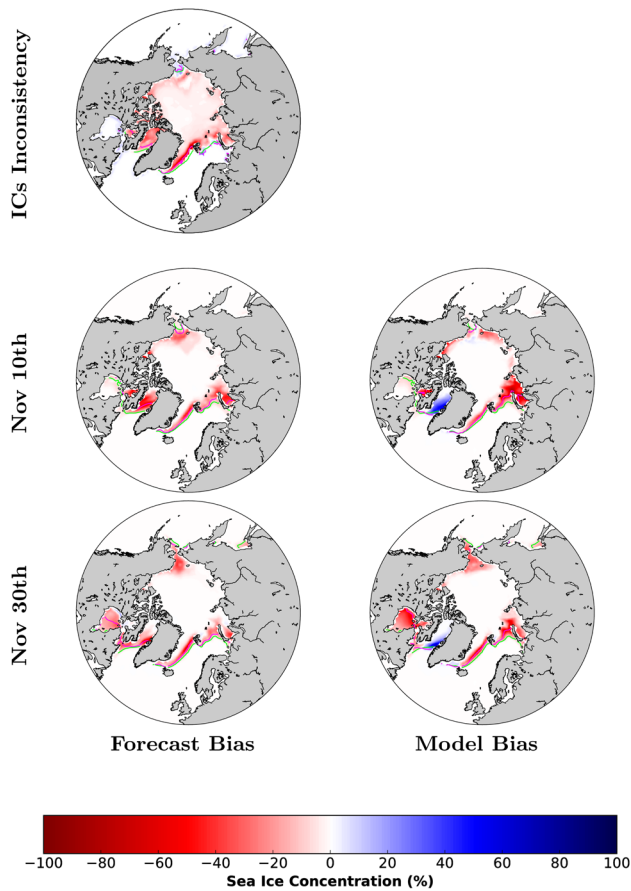 ICs Inconsistency
Nov 10th
Nov 30th
Forecast Bias
Model Bias
−100 −80 −60 −40 −20 0 20 40 60 80 100
Sea Ice Concentration (%)